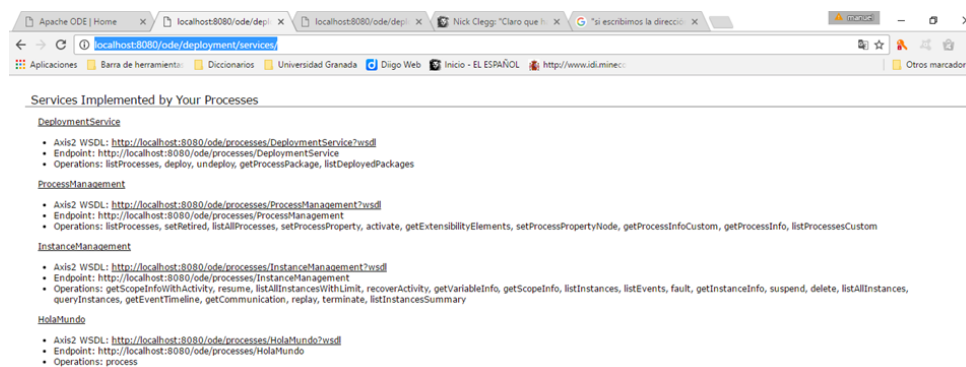 Apache ODE | Home
localhost:8080/ode/depl
localhost:8080/ode/depl
Nick Clegg: "Claro que h
"si escribimos la direcci
manuel
localhost:8080/ode/deployment/services/
Aplicaciones
Barra de herramientas
Diccionarios
Universidad Granada
Diigo Web
Inicio - EL ESPAÑOL
http://www.idi.minec
Otros marcador
Services Implemented by Your Processes
DeploymentService
• Axis2 WSDL: http://localhost:8080/ode/processes/DeploymentService?wsdl
• Endpoint: http://localhost:8080/ode/processes/DeploymentService
• Operations: listProcesses, deploy, undeploy, getProcessPackage, listDeployedPackages
ProcessManagement
• Axis2 WSDL: http://localhost:8080/ode/processes/ProcessManagement?wsdl
• Endpoint: http://localhost:8080/ode/processes/ProcessManagement
• Operations: listProcesses, setRetired, listAllProcesses, setProcessProperty, activate, getExtensibilityElements, setProcessPropertyNode, getProcessInfoCustom, getProcessInfo, listProcessesCustom
InstanceManagement
• Axis2 WSDL: http://localhost:8080/ode/processes/InstanceManagement?wsdl
• Endpoint: http://localhost:8080/ode/processes/InstanceManagement
• Operations: getScopeInfoWithActivity, resume, listAllInstancesWithLimit, recoverActivity, getVariableInfo, getScopeInfo, listInstances, listEvents, fault, getInstanceInfo, suspend, delete, listAllInstances,
queryInstances, getEventTimeline, getCommunication, replay, terminate, listInstancesSummary
HolaMundo
• Axis2 WSDL: http://localhost:8080/ode/processes/HolaMundo?wsdl
• Endpoint: http://localhost:8080/ode/processes/HolaMundo
• Operations: process